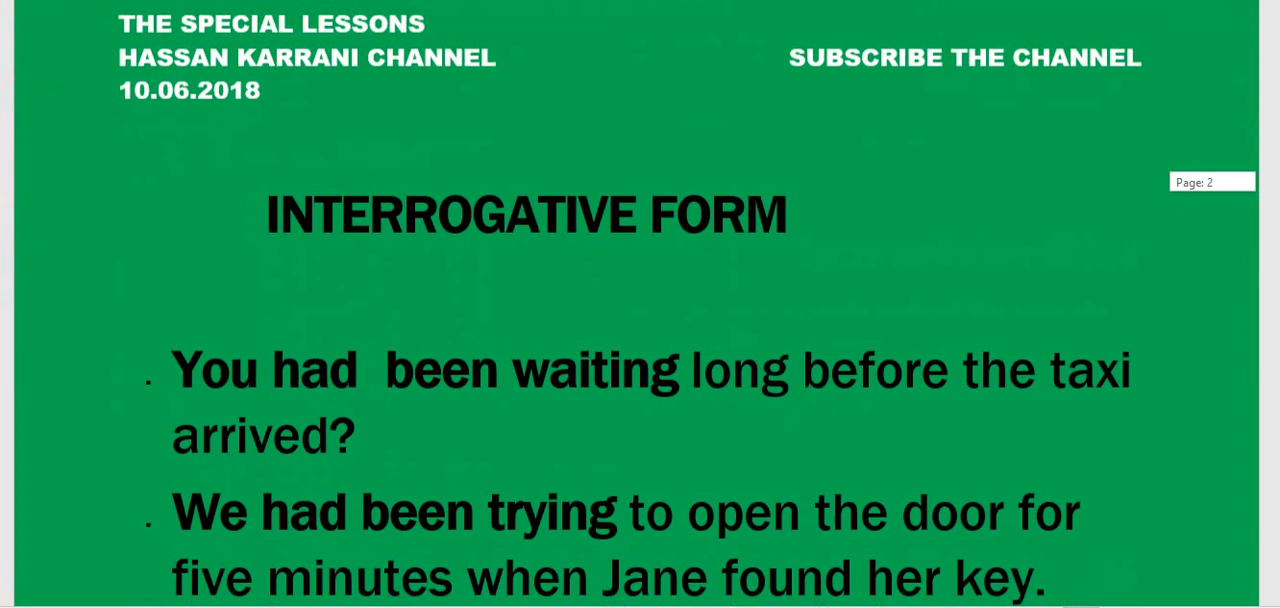 THE SPECIAL LESSONS
HASSAN KARRANI CHANNEL SUBSCRIBE THE CHANNEL
10.06.2018
Page: 2
INTERROGATIVE FORM
. You had been waiting long before the taxi
arrived?
. We had been trying to open the door for
five minutes when Jane found her key.